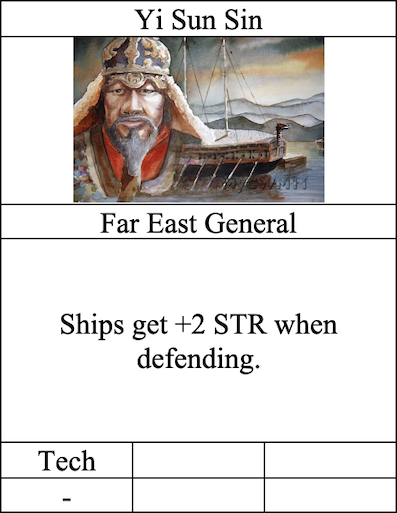 Yi Sun Sin
Far East General
Ships get +2 STR when
defending.
Tech
-